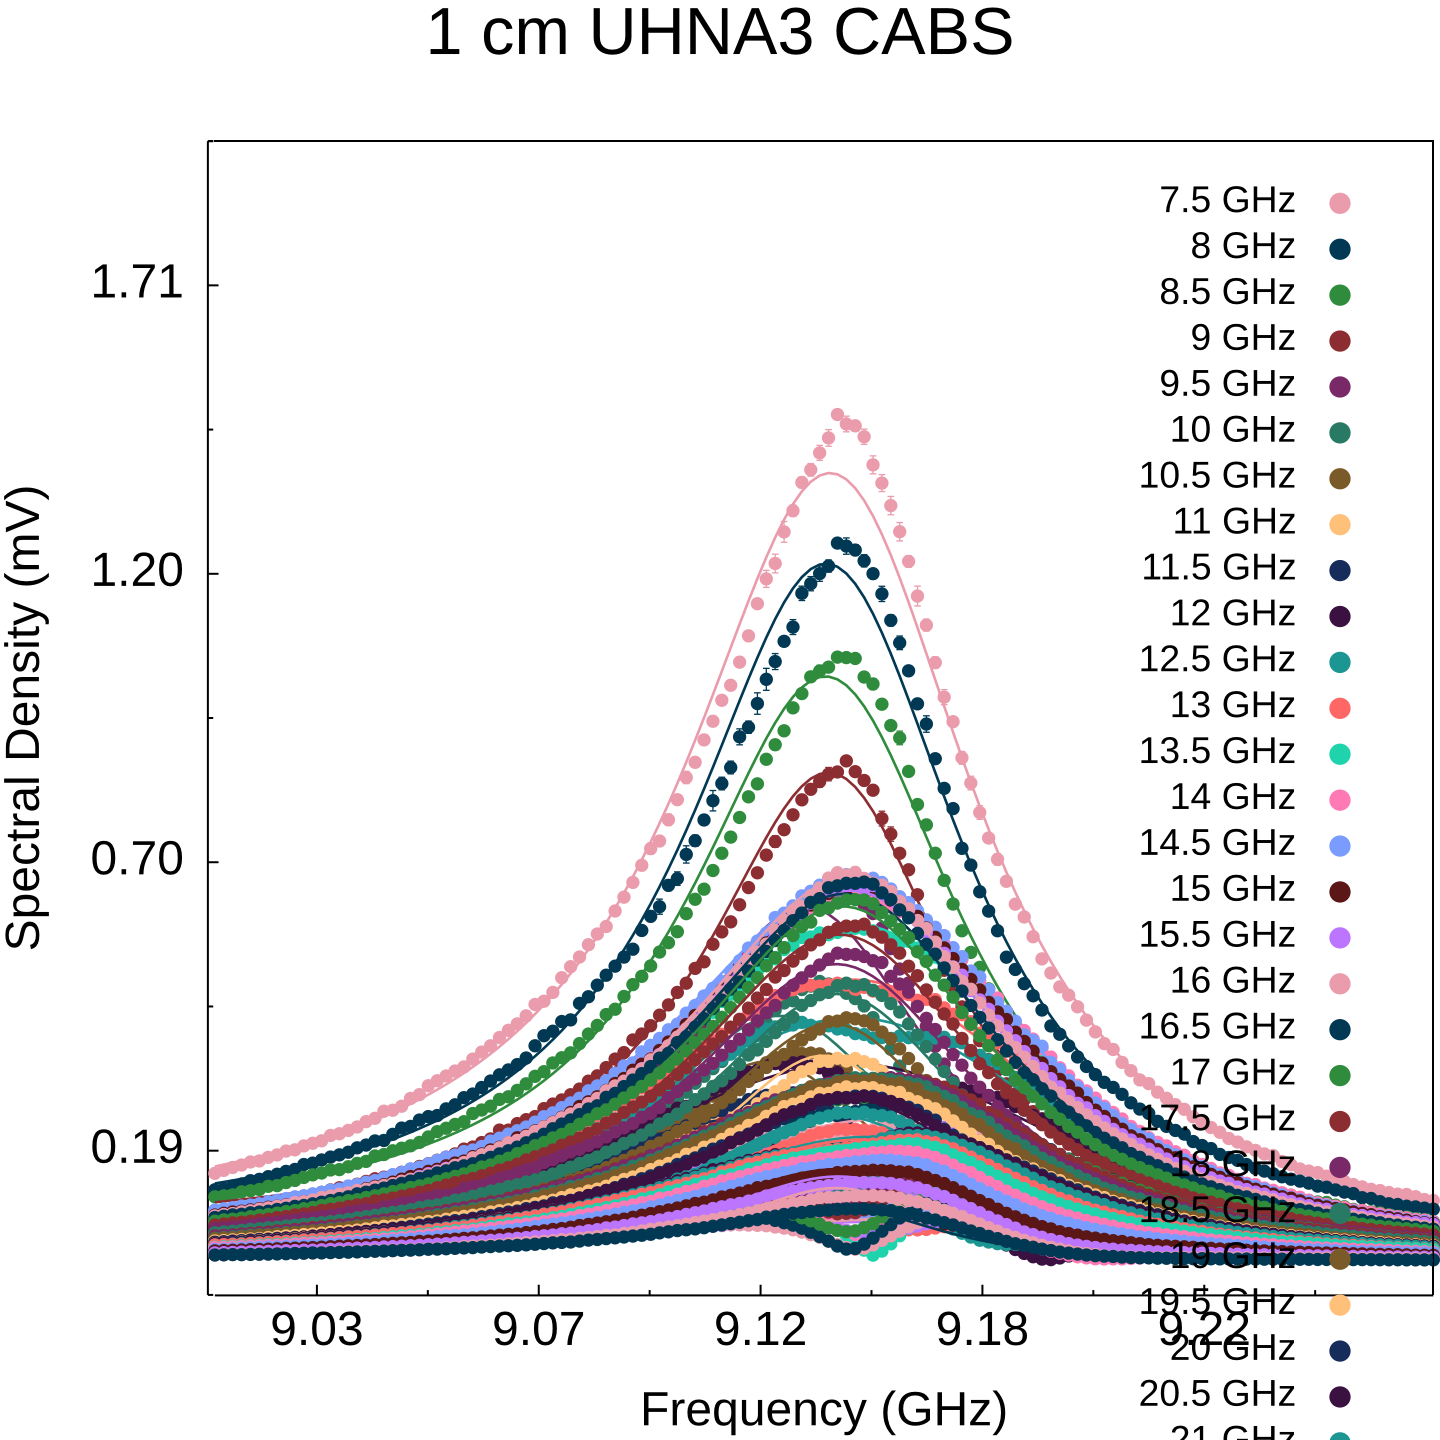 1 cm UHNA3 CABS
Spectral Density (mV)
1.71
1.20
0.70
0.19
7.5 GHz
8 GHz
8.5 GHz
9 GHz
9.5 GHz
10 GHz
10.5 GHz
11 GHz
11.5 GHz
12 GHz
12.5 GHz
13 GHz
13.5 GHz
14 GHz
14.5 GHz
15 GHz
15.5 GHz
16 GHz
16.5 GHz
17 GHz
17.5 GHz
18 GHz
18.5 GHz
19 GHz
19.5 GHz
20 GHz
20.5 GHz
21 GHz
9.03 9.07 9.12 9.18 9.22
Frequency (GHz)